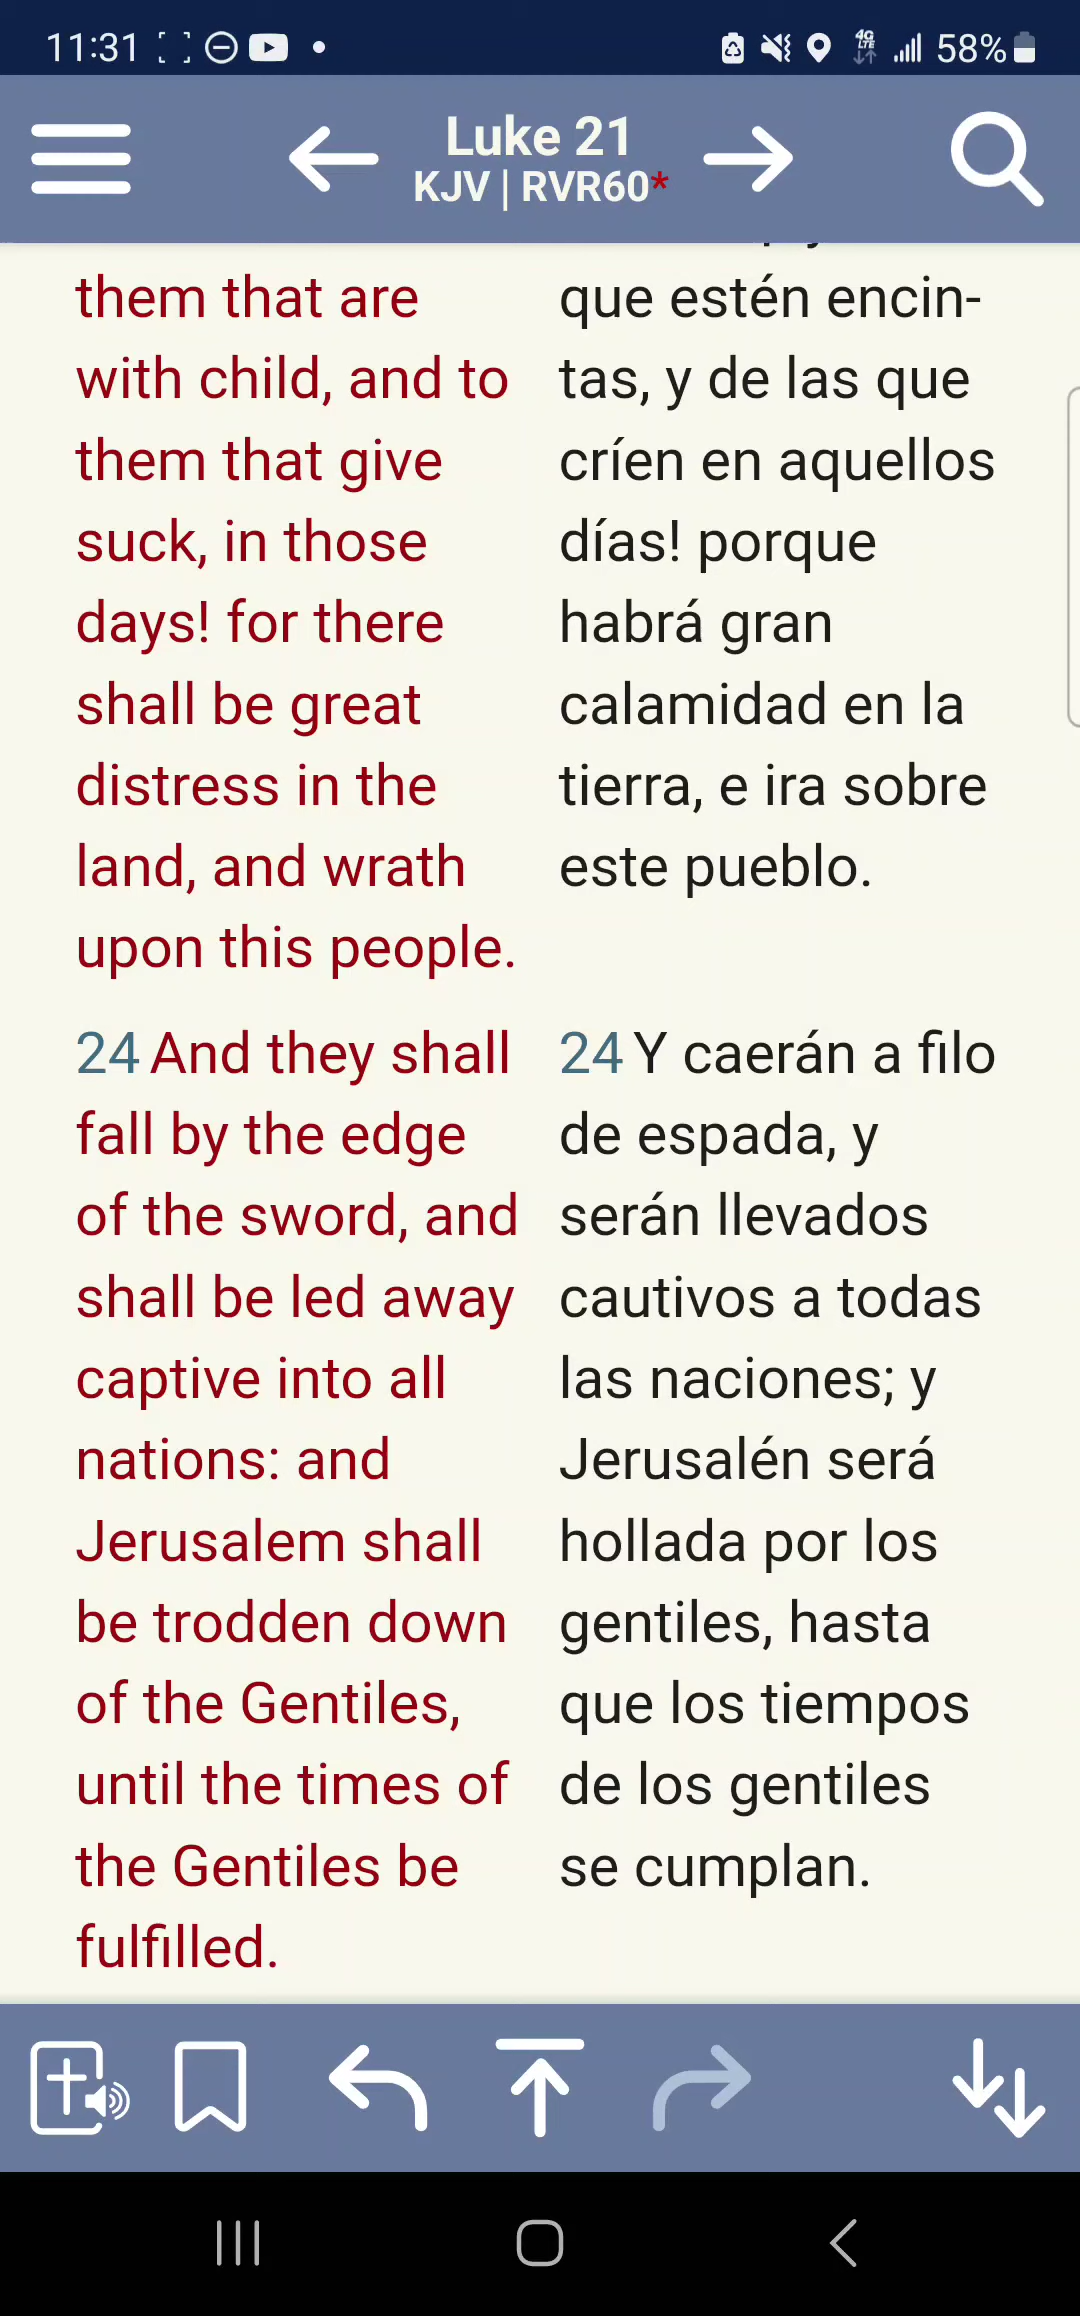 11:31
4G LTE 58%
Luke 21
KJV | RVR60*
them that are
with child, and to
them that give
suck, in those
days! for there
shall be great
distress in the
land, and wrath
upon this people.
24 And they shall
fall by the edge
of the sword, and
shall be led away
captive into all
nations: and
Jerusalem shall
be trodden down
of the Gentiles,
until the times of
the Gentiles be
fulfilled.
que estén encin-
tas, y de las que
críen en aquellos
días! porque
habrá gran
calamidad en la
tierra, e ira sobre
este pueblo.
24 Y caerán a filo
de espada, y
serán llevados
cautivos a todas
las naciones; y
Jerusalén será
hollada por los
gentiles, hasta
que los tiempos
de los gentiles
se cumplan.